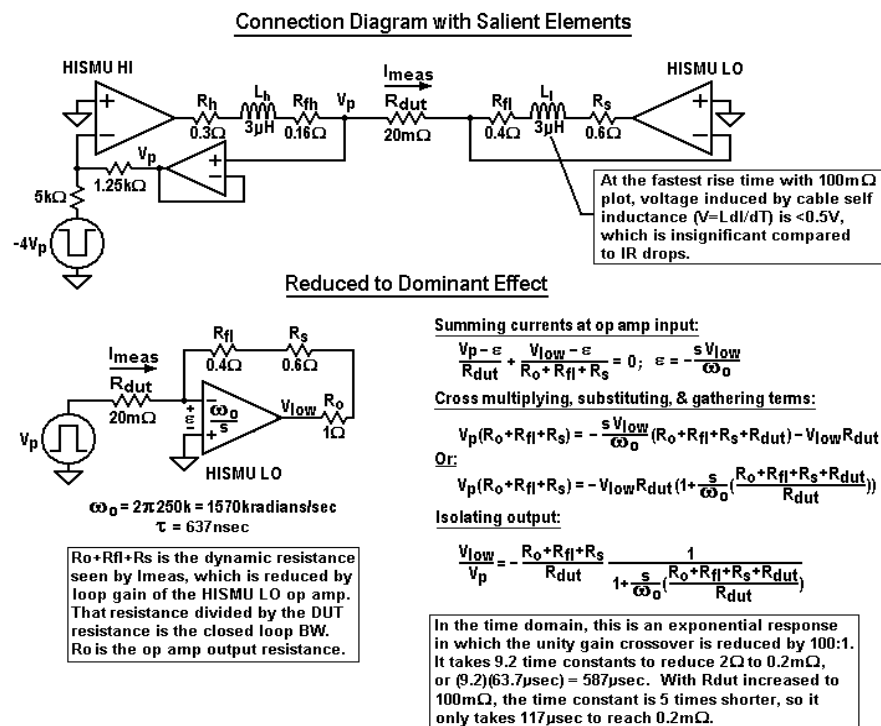 Connection Diagram with Salient Elements
HISMU HI
HISMU LO
Imeas
Rh
0.3Ω
Lh
3μH
Rfh
0.16Ω
Vp
Rdut
20mΩ
Rfl
0.4Ω
Ll
3μH
Rs
0.6Ω
+
−
+
−
Vp
1.25kΩ
+
−
5kΩ
-4Vp
At the fastest rise time with 100mΩ
plot, voltage induced by cable self
inductance (V=LdI/dT) is <0.5V,
which is insignificant compared
to IR drops.
Reduced to Dominant Effect
Imeas
Rdut
20mΩ
Rfl
0.4Ω
Rs
0.6Ω
Vp
+
ε
−
−
+
ωo/s
Vlow
Ro
1Ω
HISMU LO
ωo = 2π250k = 1570kradians/sec
τ = 637nsec
Ro+Rfl+Rs is the dynamic resistance
seen by Imeas, which is reduced by
loop gain of the HISMU LO op amp.
That resistance divided by the DUT
resistance is the closed loop BW.
Ro is the op amp output resistance.
Summing currents at op amp input:
(Vp − ε)/Rdut + (Vlow − ε)/(Ro+Rfl+Rs) = 0; ε = − s Vlow/ωo
Cross multiplying, substituting, & gathering terms:
Vp(Ro+Rfl+Rs) = − s Vlow/ωo (Ro+Rfl+Rs+Rdut) − VlowRdut
Or:
Vp(Ro+Rfl+Rs) = − VlowRdut (1+ s/ωo ((Ro+Rfl+Rs+Rdut)/Rdut))
Isolating output:
Vlow/Vp = − (Ro+Rfl+Rs)/Rdut 1/(1+ s/ωo ((Ro+Rfl+Rs+Rdut)/Rdut))
In the time domain, this is an exponential response
in which the unity gain crossover is reduced by 100:1.
It takes 9.2 time constants to reduce 2Ω to 0.2mΩ,
or (9.2)(63.7μsec) = 587μsec. With Rdut increased to
100mΩ, the time constant is 5 times shorter, so it
only takes 117μsec to reach 0.2mΩ.